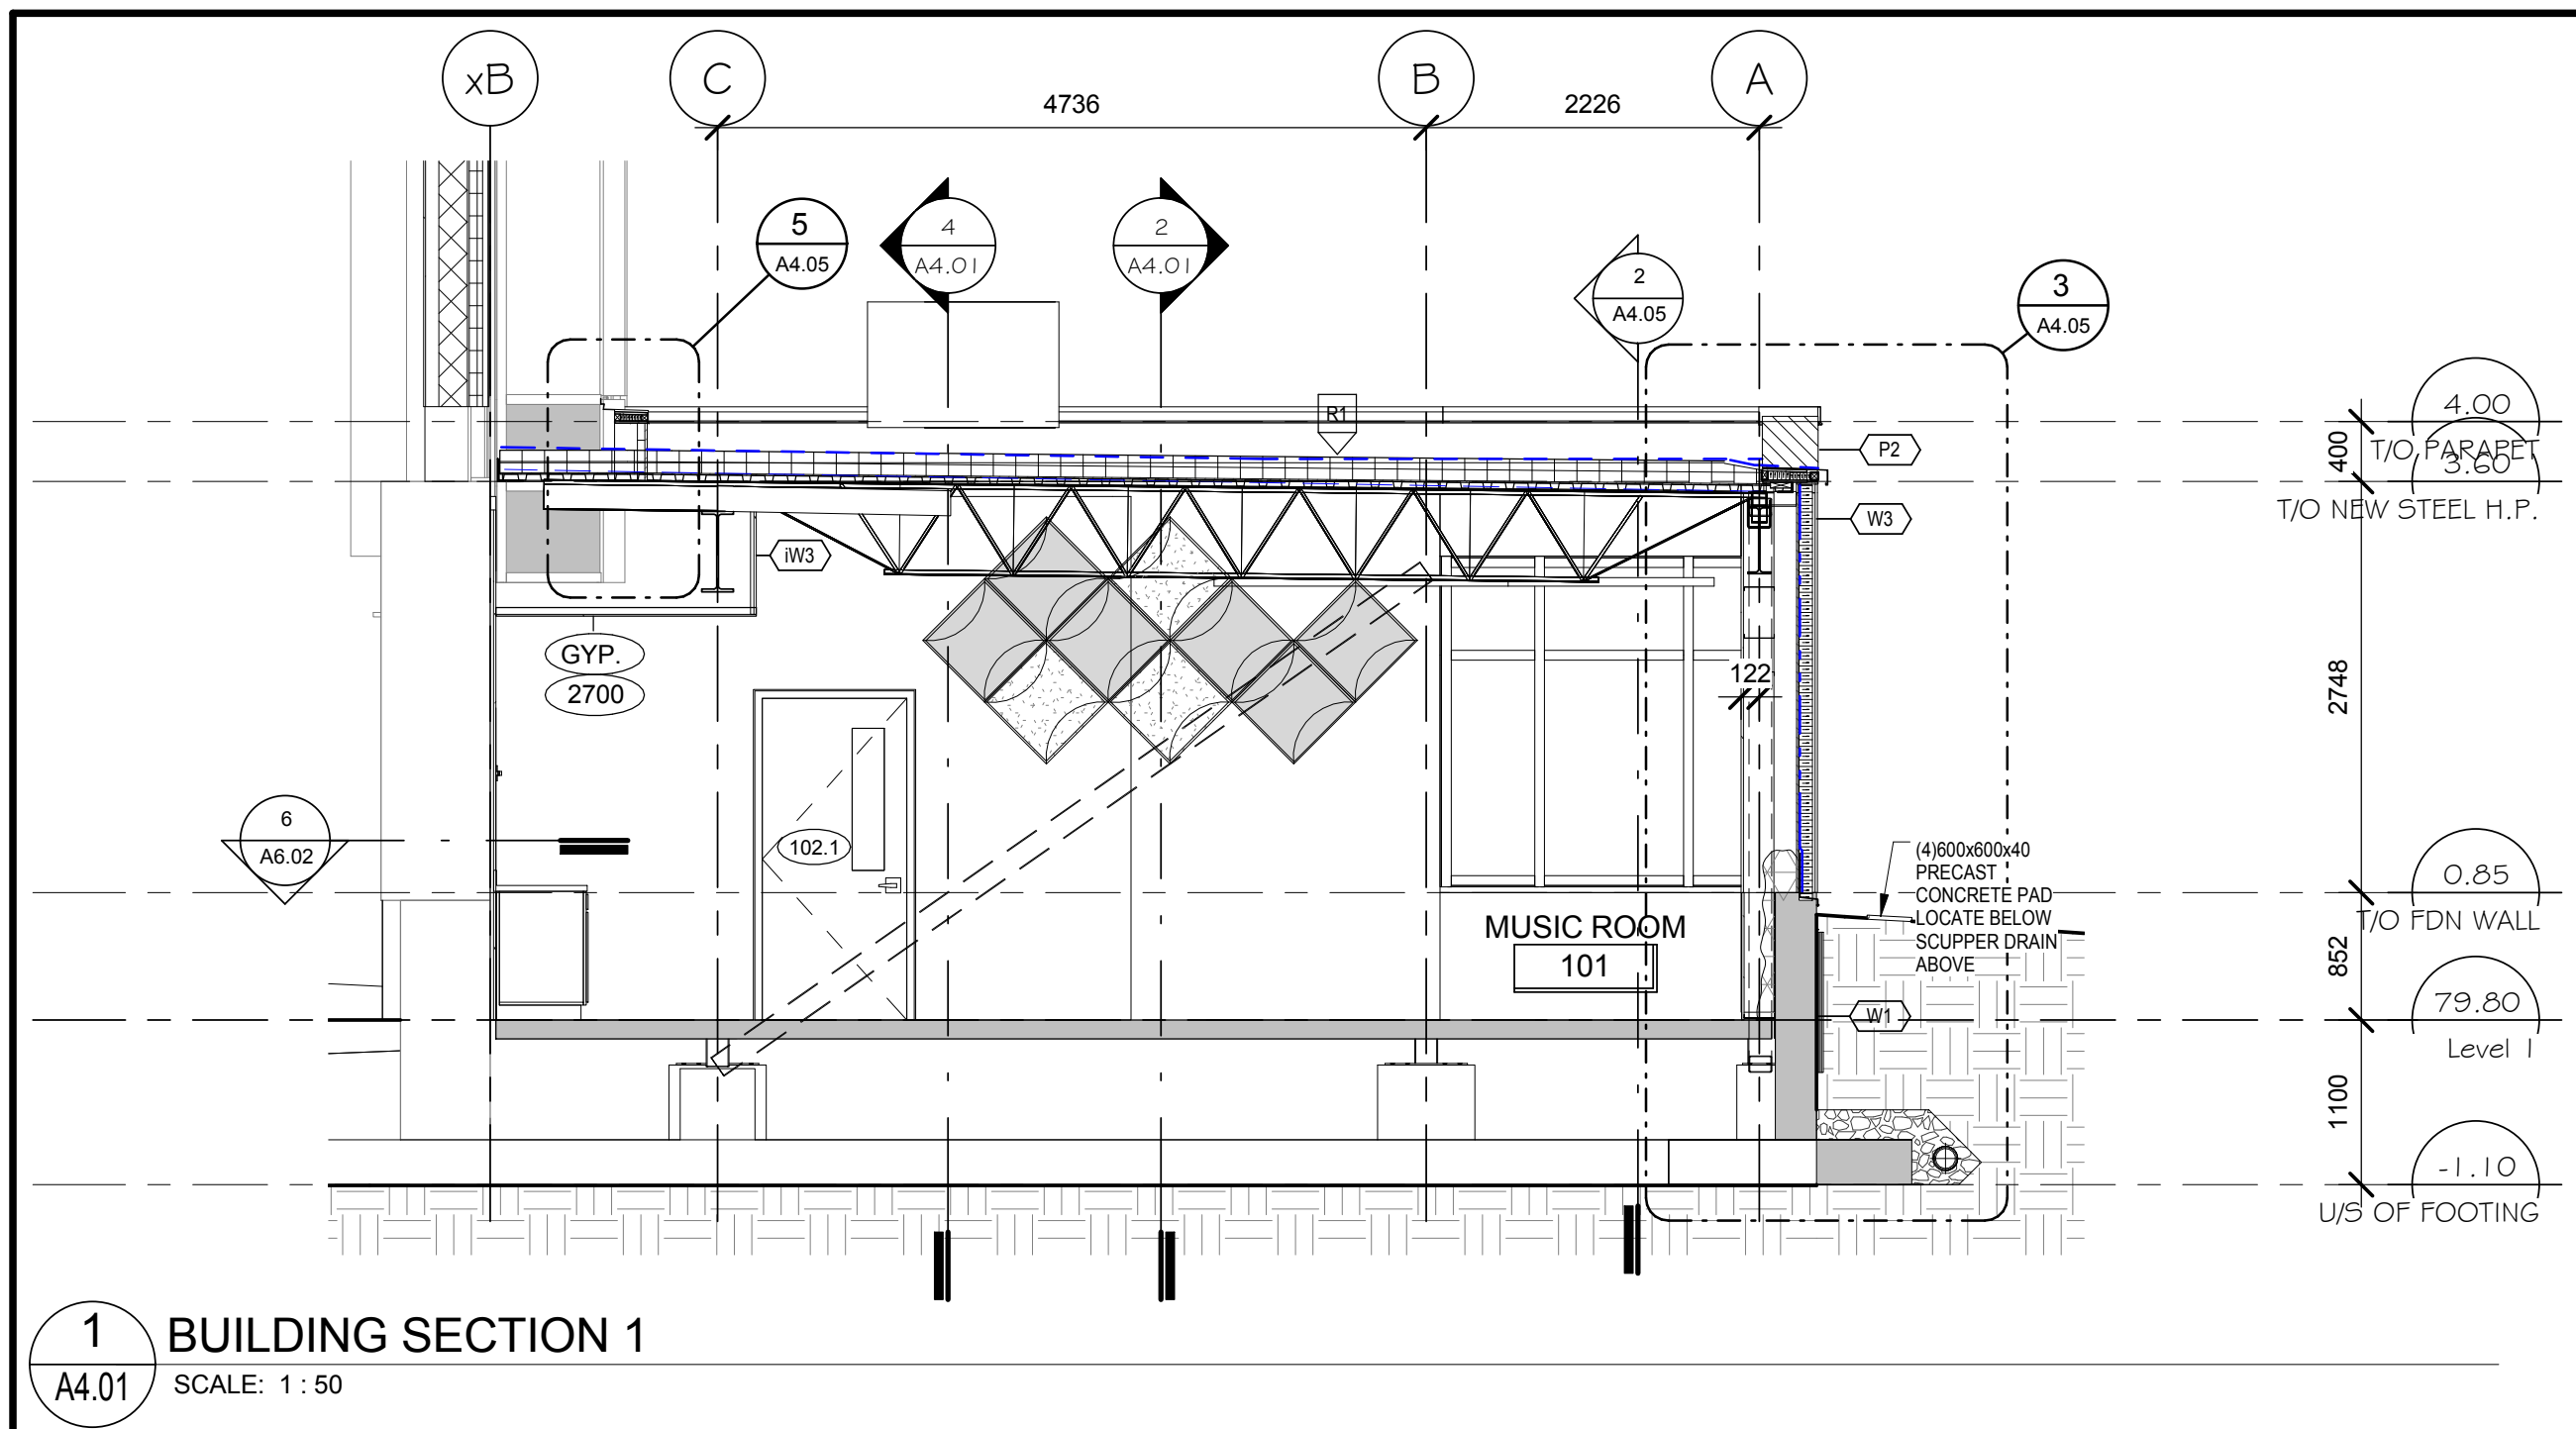 xB
C
B
A
4736
2226
5
A4.05
4
A4.01
2
A4.01
2
A4.05
3
A4.05
R1
P2
W3
iW3
4.00
T/O PARAPET
3.60
T/O NEW STEEL H.P.
400
GYP.
2700
122
2748
6
A6.02
102.1
(4)600x600x40
PRECAST
CONCRETE PAD
LOCATE BELOW
SCUPPER DRAIN
ABOVE
0.85
T/O FDN WALL
MUSIC ROOM
101
852
W1
79.80
Level 1
1100
-1.10
U/S OF FOOTING
1
A4.01
BUILDING SECTION 1
SCALE: 1 : 50